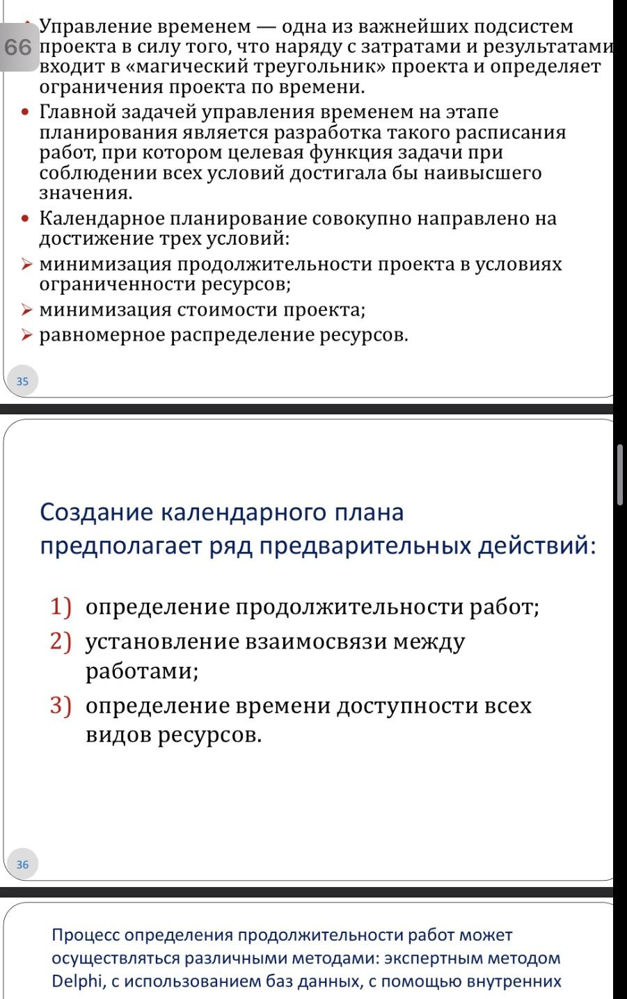 Управление временем — одна из важнейших подсистем
66
проекта в силу того, что наряду с затратами и результатами
входит в «магический треугольник» проекта и определяет
ограничения проекта по времени.
• Главной задачей управления временем на этапе
планирования является разработка такого расписания
работ, при котором целевая функция задачи при
соблюдении всех условий достигала бы наивысшего
значения.
• Календарное планирование совокупно направлено на
достижение трех условий:
➢ минимизация продолжительности проекта в условиях
ограниченности ресурсов;
➢ минимизация стоимости проекта;
➢ равномерное распределение ресурсов.
35
Создание календарного плана
предполагает ряд предварительных действий:
1) определение продолжительности работ;
2) установление взаимосвязи между
работами;
3) определение времени доступности всех
видов ресурсов.
36
Процесс определения продолжительности работ может
осуществляться различными методами: экспертным методом
Delphi, с использованием баз данных, с помощью внутренних